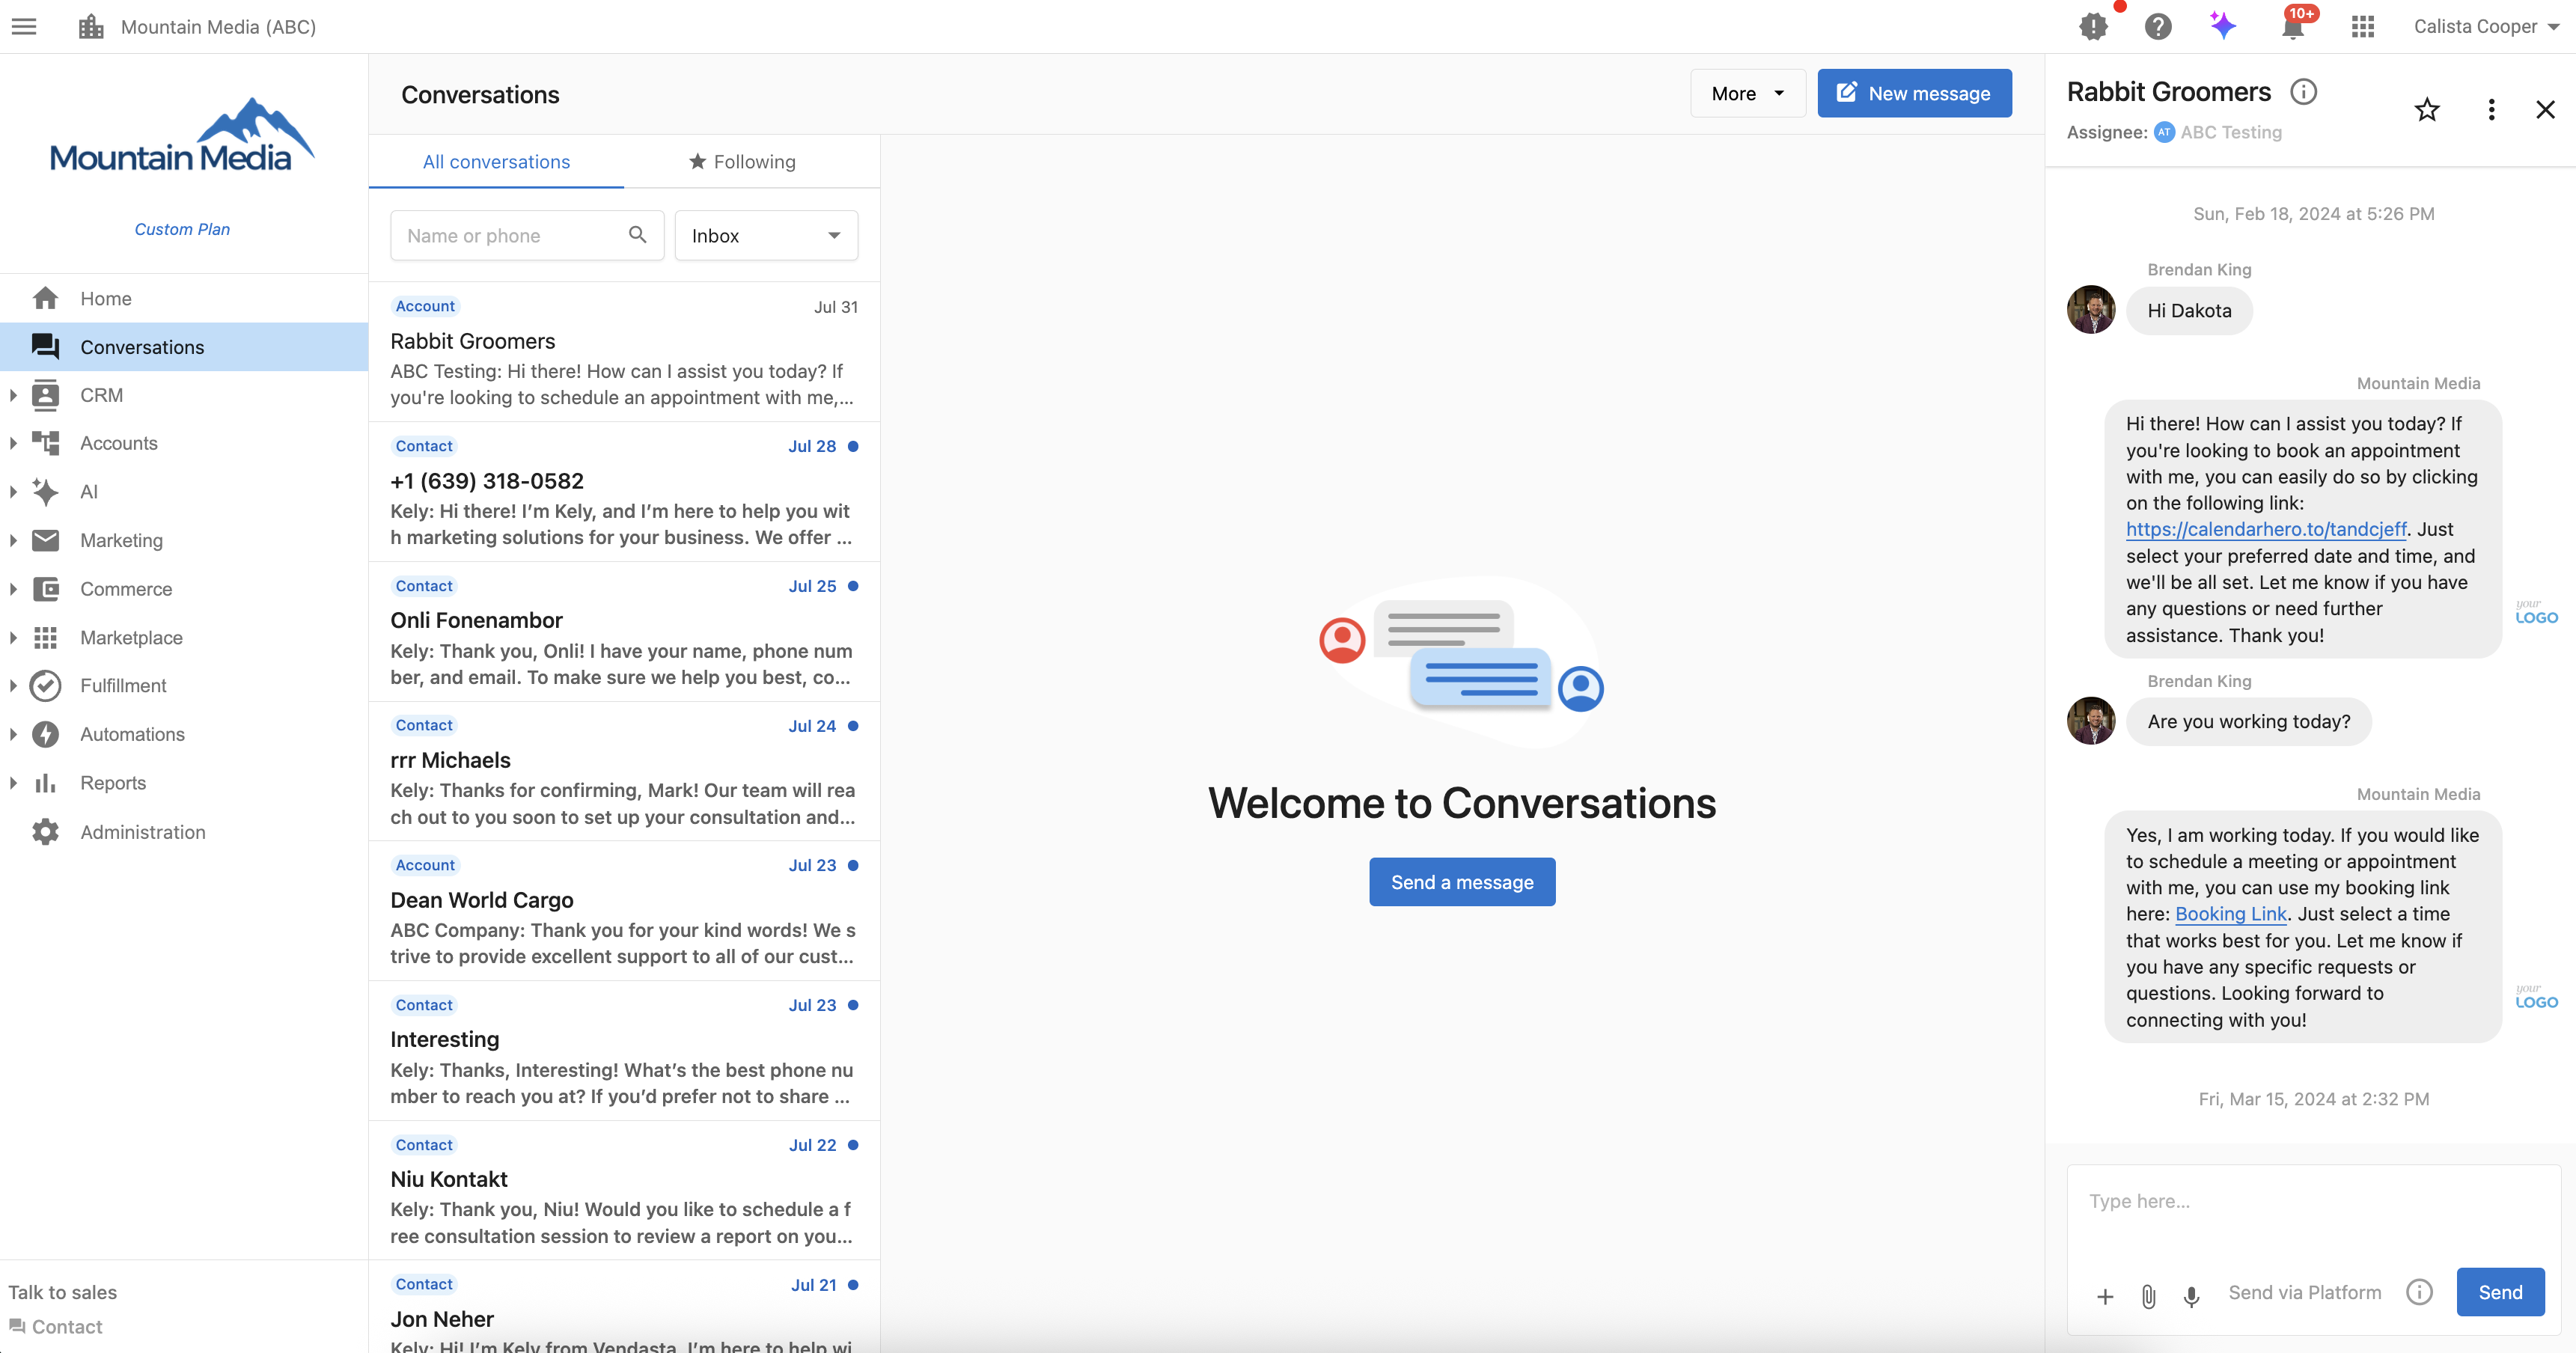 Mountain Media (ABC)
10+
Calista Cooper
Mountain Media
Custom Plan
Home
Conversations
CRM
Accounts
AI
Marketing
Commerce
Marketplace
Fulfillment
Automations
Reports
Administration
Talk to sales
Contact
Conversations
More
New message
All conversations
Following
Name or phone
Inbox
Account
Jul 31
Rabbit Groomers
ABC Testing: Hi there! How can I assist you today? If
you're looking to schedule an appointment with me,...
Contact
Jul 28
+1 (639) 318-0582
Kely: Hi there! I’m Kely, and I’m here to help you wit
h marketing solutions for your business. We offer ...
Contact
Jul 25
Onli Fonenambor
Kely: Thank you, Onli! I have your name, phone num
ber, and email. To make sure we help you best, co...
Contact
Jul 24
rrr Michaels
Kely: Thanks for confirming, Mark! Our team will rea
ch out to you soon to set up your consultation and...
Account
Jul 23
Dean World Cargo
ABC Company: Thank you for your kind words! We s
trive to provide excellent support to all of our cust...
Contact
Jul 23
Interesting
Kely: Thanks, Interesting! What’s the best phone nu
mber to reach you at? If you’d prefer not to share ...
Contact
Jul 22
Niu Kontakt
Kely: Thank you, Niu! Would you like to schedule a f
ree consultation session to review a report on you...
Contact
Jul 21
Jon Neher
Kely: Hi! I’m Kely from Vendasta. I’m here to help wi
Welcome to Conversations
Send a message
Rabbit Groomers
Assignee: AT ABC Testing
Sun, Feb 18, 2024 at 5:26 PM
Brendan King
Hi Dakota
Mountain Media
Hi there! How can I assist you today? If
you're looking to book an appointment
with me, you can easily do so by clicking
on the following link:
https://calendarhero.to/tandcjeff. Just
select your preferred date and time, and
we'll be all set. Let me know if you have
any questions or need further
assistance. Thank you!
your
LOGO
Brendan King
Are you working today?
Mountain Media
Yes, I am working today. If you would like
to schedule a meeting or appointment
with me, you can use my booking link
here: Booking Link. Just select a time
that works best for you. Let me know if
you have any specific requests or
questions. Looking forward to
connecting with you!
your
LOGO
Fri, Mar 15, 2024 at 2:32 PM
Type here...
Send via Platform
Send